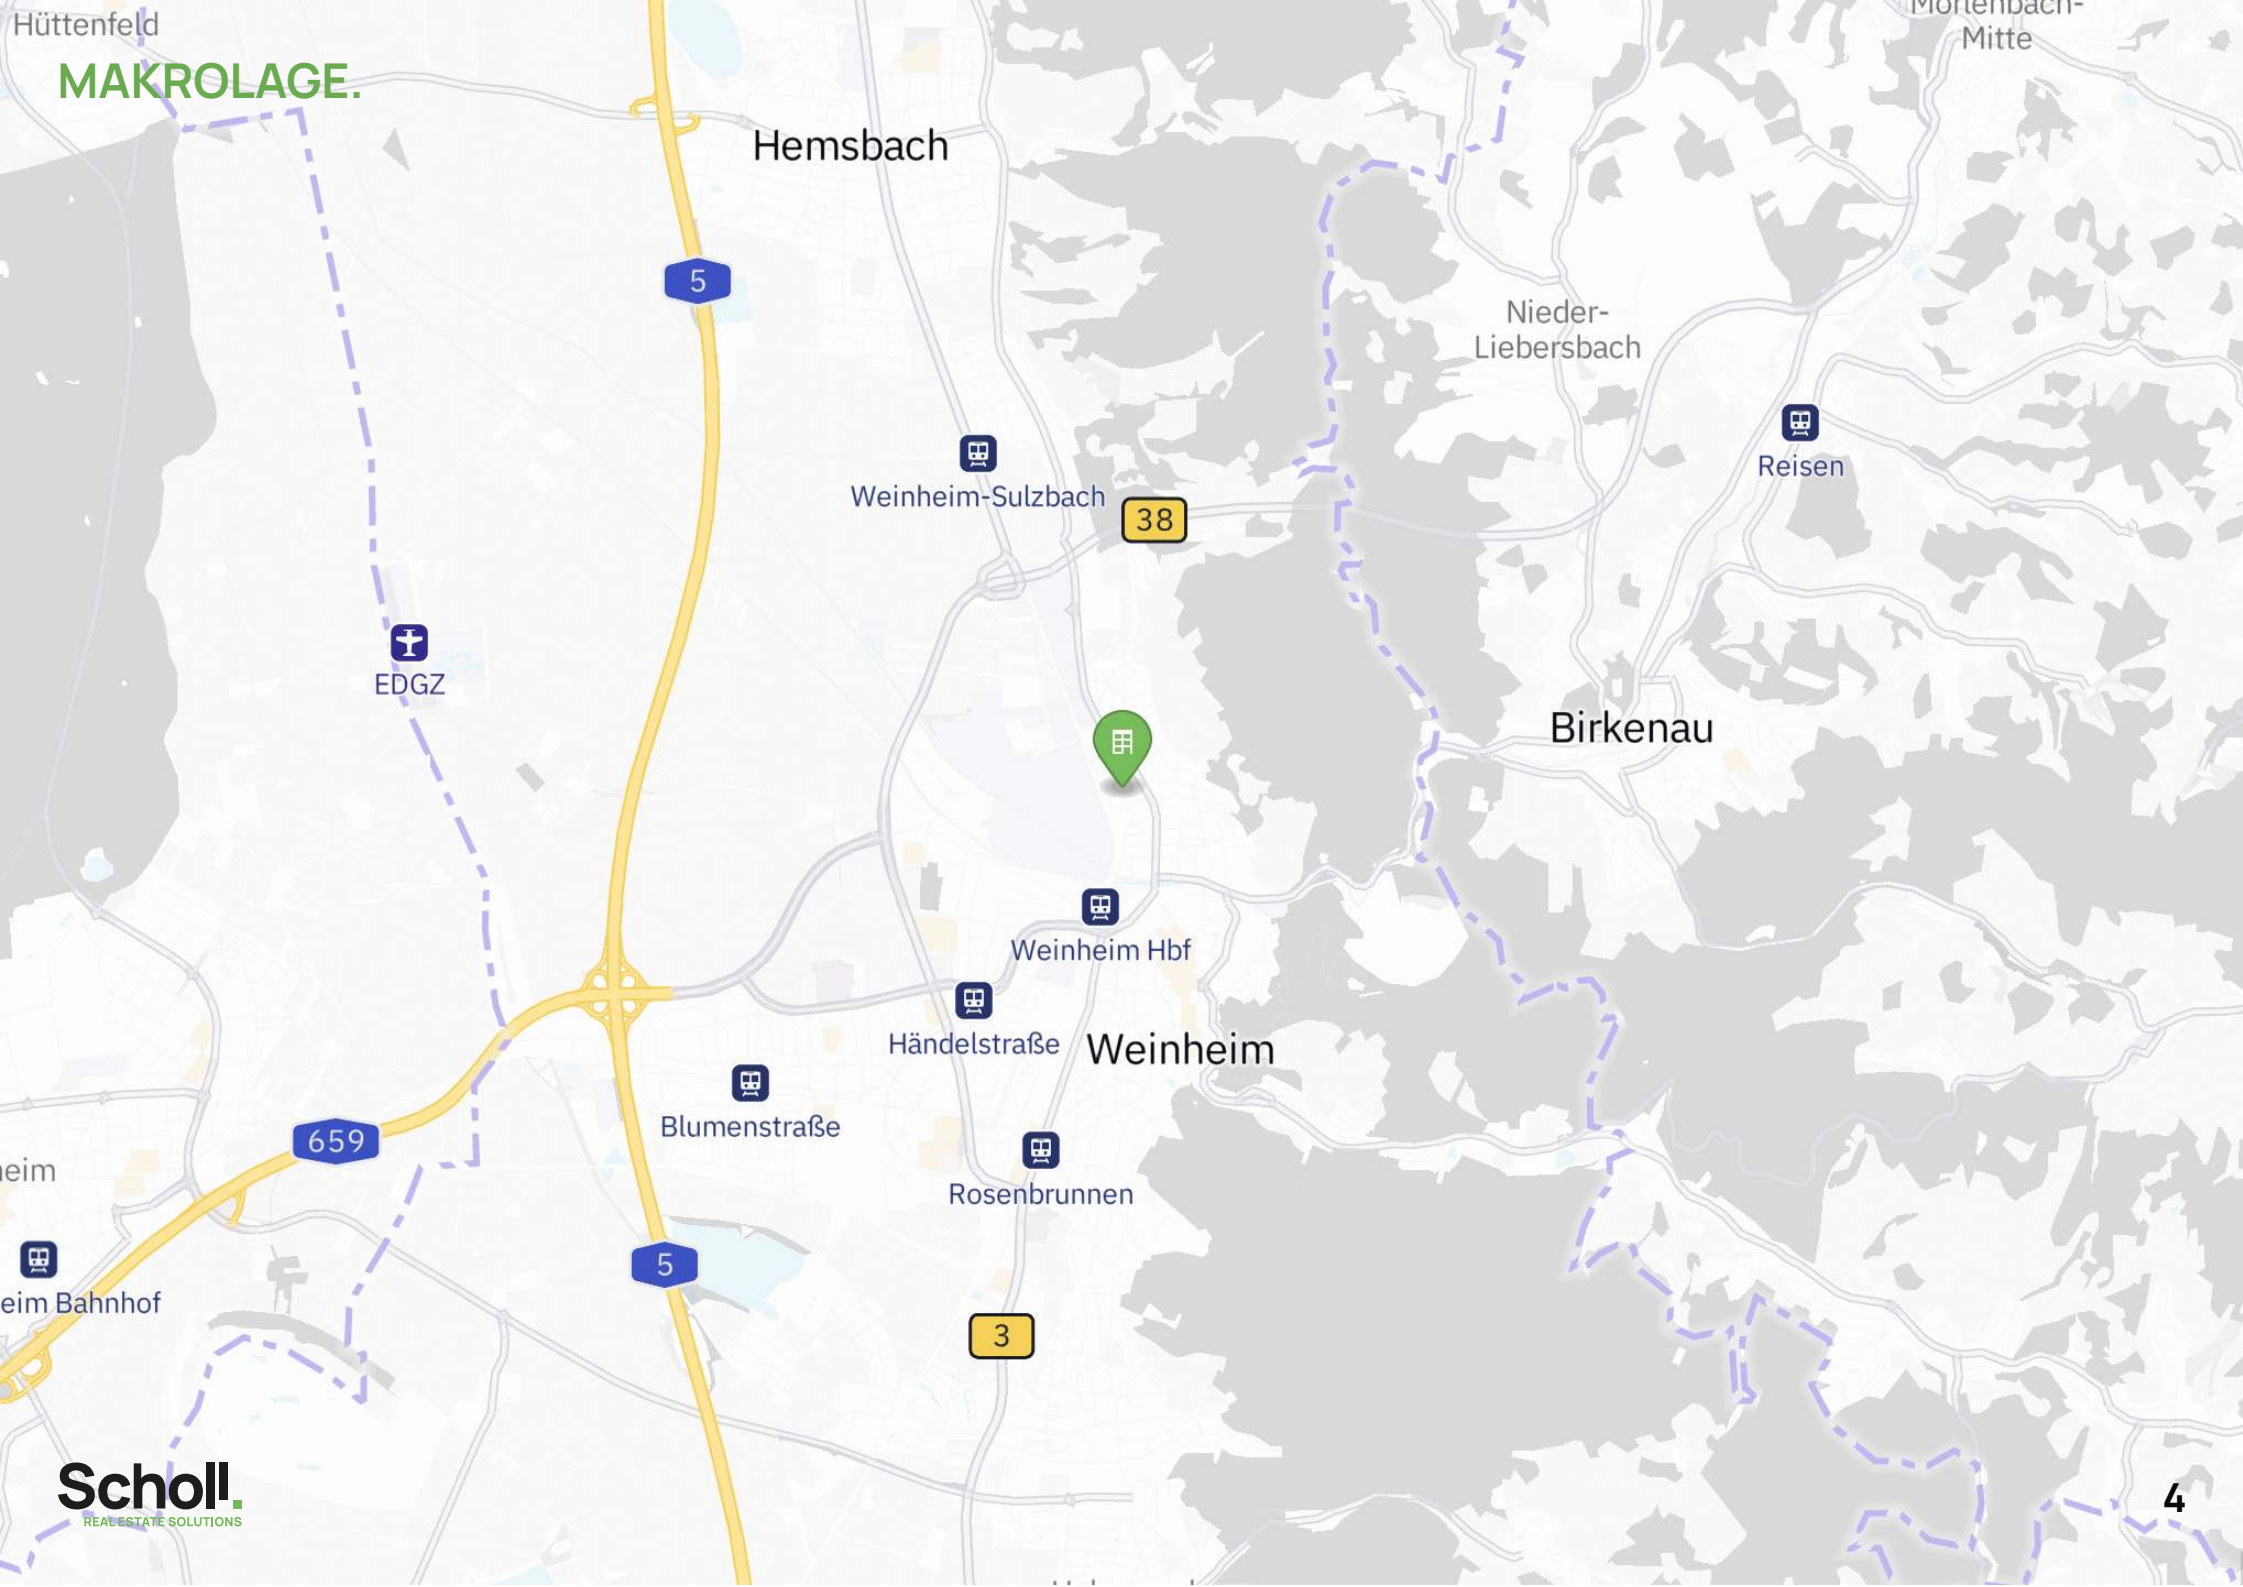 Hüttenfeld
Mörlenbach-
Mitte
MAKROLAGE.
Hemsbach
5
Nieder-
Liebersbach
Reisen
Weinheim-Sulzbach
38
EDGZ
Birkenau
Weinheim Hbf
Händelstraße
Weinheim
Blumenstraße
659
Rosenbrunnen
eim
5
eim Bahnhof
3
Scholl.
REAL ESTATE SOLUTIONS
4